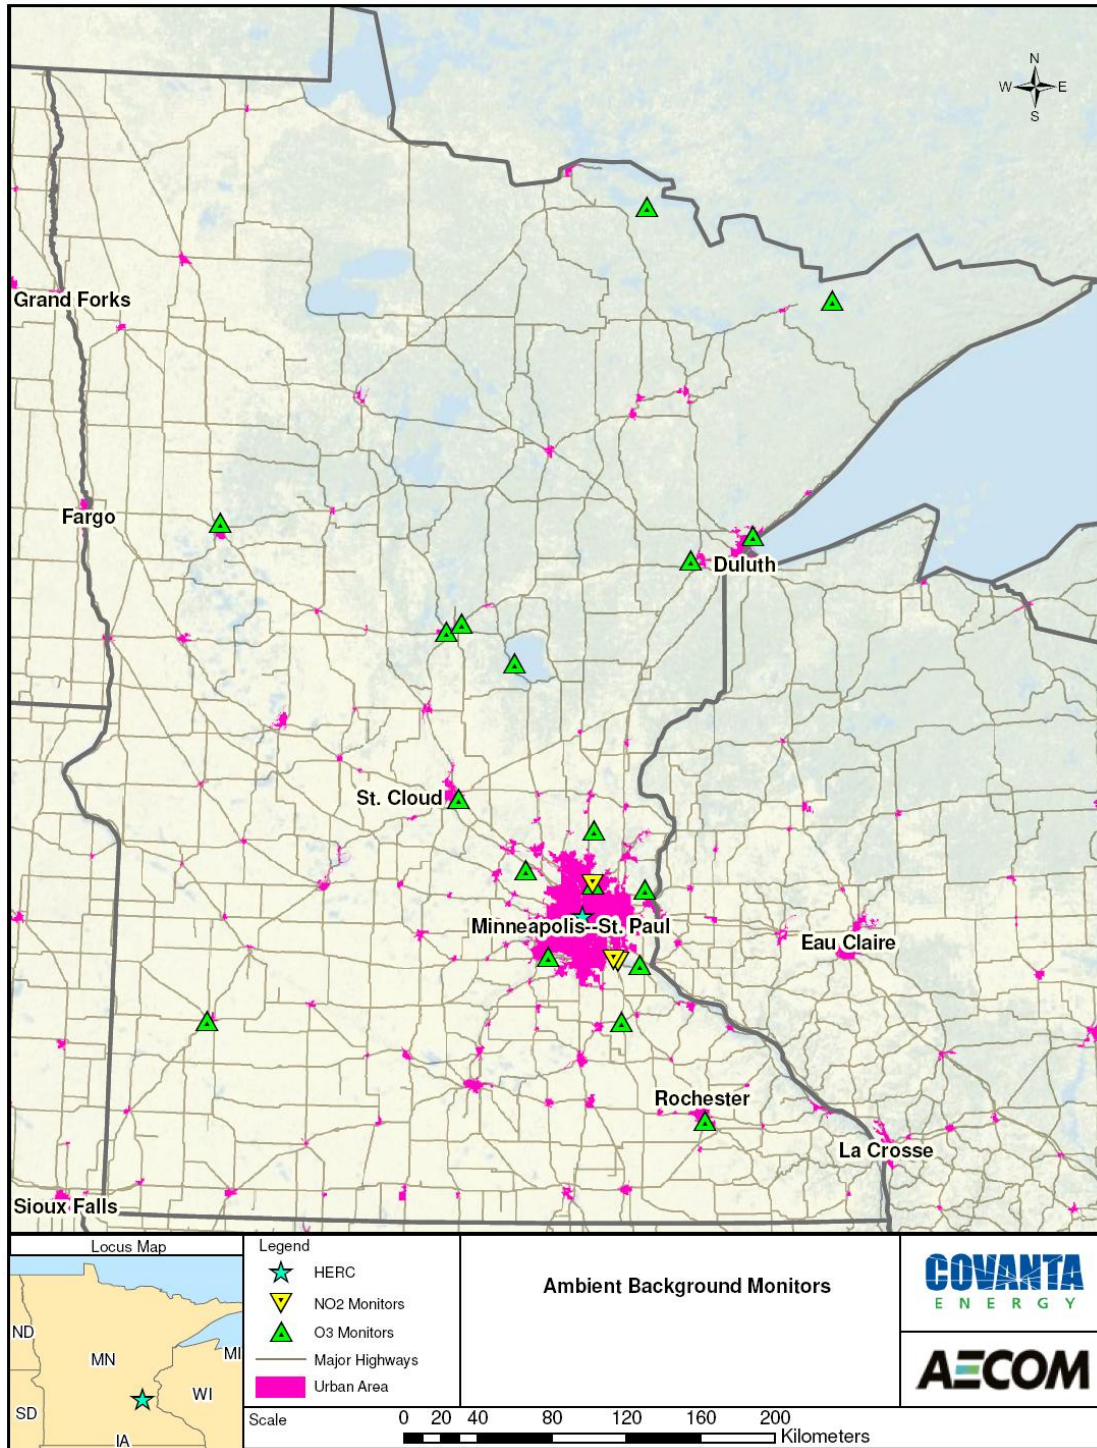 N
W E
S
Grand Forks
Fargo
Duluth
St. Cloud
Minneapolis--St. Paul
Eau Claire
Rochester
La Crosse
Sioux Falls
Locus Map
ND
MN
MI
WI
SD
IA
Legend
HERC
NO2 Monitors
O3 Monitors
Major Highways
Urban Area
Ambient Background Monitors
COVANTA
ENERGY
AECOM
Scale
0 20 40 80 120 160 200
Kilometers